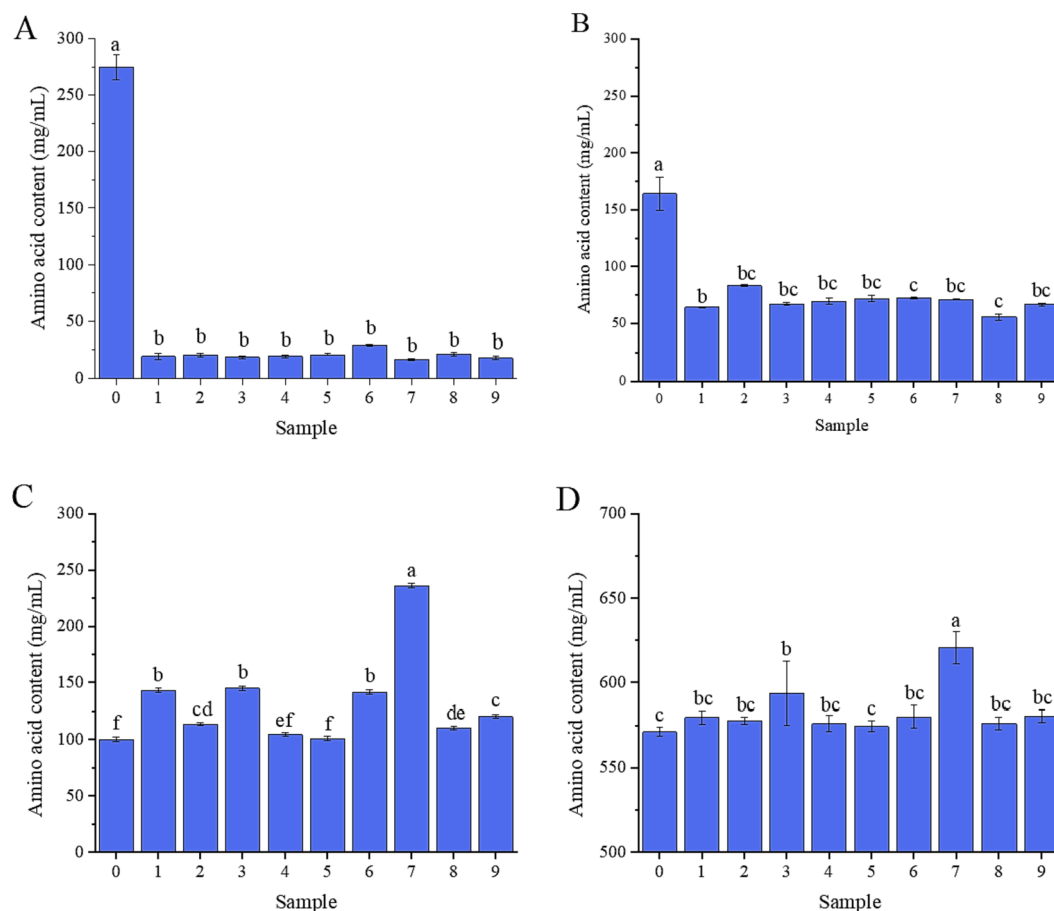 A
300
250
200
150
100
50
0
Amino acid content (mg/mL)
a
b b b b b b b b b
0 1 2 3 4 5 6 7 8 9
Sample
B
300
250
200
150
100
50
0
Amino acid content (mg/mL)
a
b bc bc bc bc c bc c bc
0 1 2 3 4 5 6 7 8 9
Sample
C
300
250
200
150
100
50
0
Amino acid content (mg/mL)
f b cd b ef f b a de c
0 1 2 3 4 5 6 7 8 9
Sample
D
700
650
600
550
500
Amino acid content (mg/mL)
c bc bc b bc c bc a bc bc
0 1 2 3 4 5 6 7 8 9
Sample